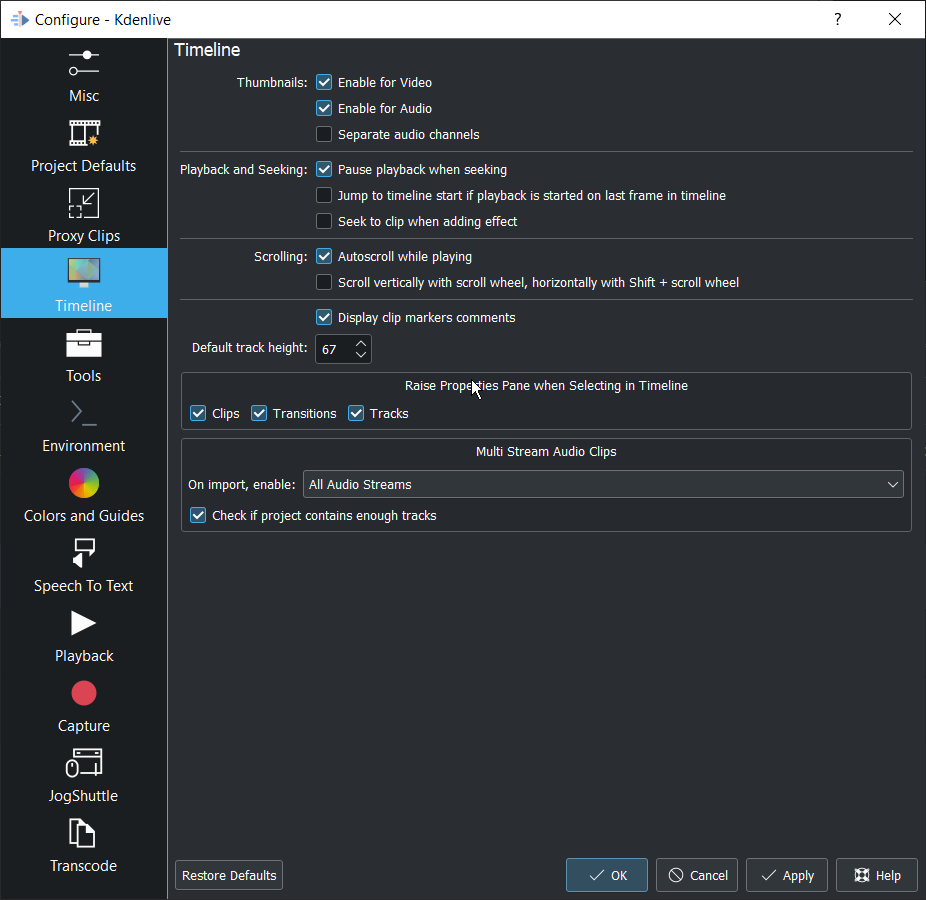 Configure - Kdenlive
?
Misc
Project Defaults
Proxy Clips
Timeline
Tools
Environment
Colors and Guides
Speech To Text
Playback
Capture
JogShuttle
Transcode
Timeline
Thumbnails: Enable for Video
Enable for Audio
Separate audio channels
Playback and Seeking: Pause playback when seeking
Jump to timeline start if playback is started on last frame in timeline
Seek to clip when adding effect
Scrolling: Autoscroll while playing
Scroll vertically with scroll wheel, horizontally with Shift + scroll wheel
Display clip markers comments
Default track height: 67
Raise Properties Pane when Selecting in Timeline
Clips Transitions Tracks
Multi Stream Audio Clips
On import, enable: All Audio Streams
Check if project contains enough tracks
Restore Defaults OK Cancel Apply Help